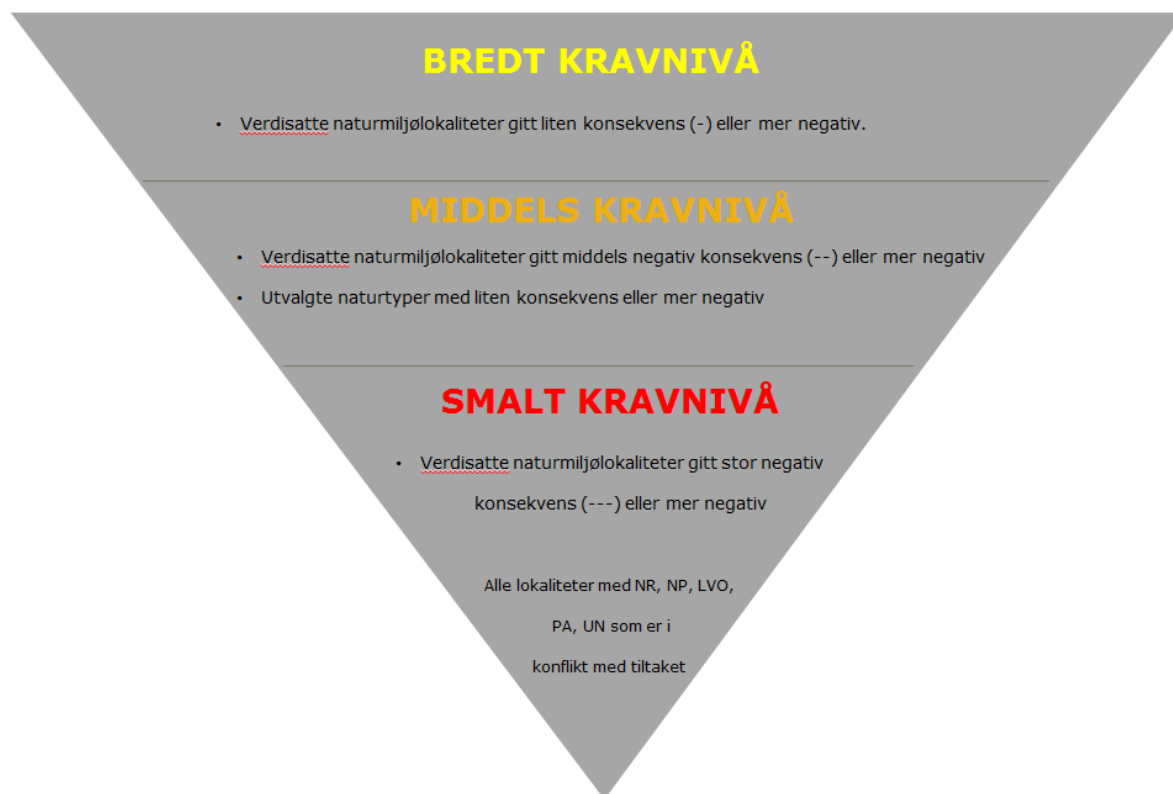 BREDT KRAVNIVÅ
• Verdisatte naturmiljølokaliteter gitt liten konsekvens (-) eller mer negativ.
MIDDELS KRAVNIVÅ
• Verdisatte naturmiljølokaliteter gitt middels negativ konsekvens (--) eller mer negativ
• Utvalgte naturtyper med liten konsekvens eller mer negativ
SMALT KRAVNIVÅ
• Verdisatte naturmiljølokaliteter gitt stor negativ
konsekvens (---) eller mer negativ
Alle lokaliteter med NR, NP, LVO,
PA, UN som er i
konflikt med tiltaket